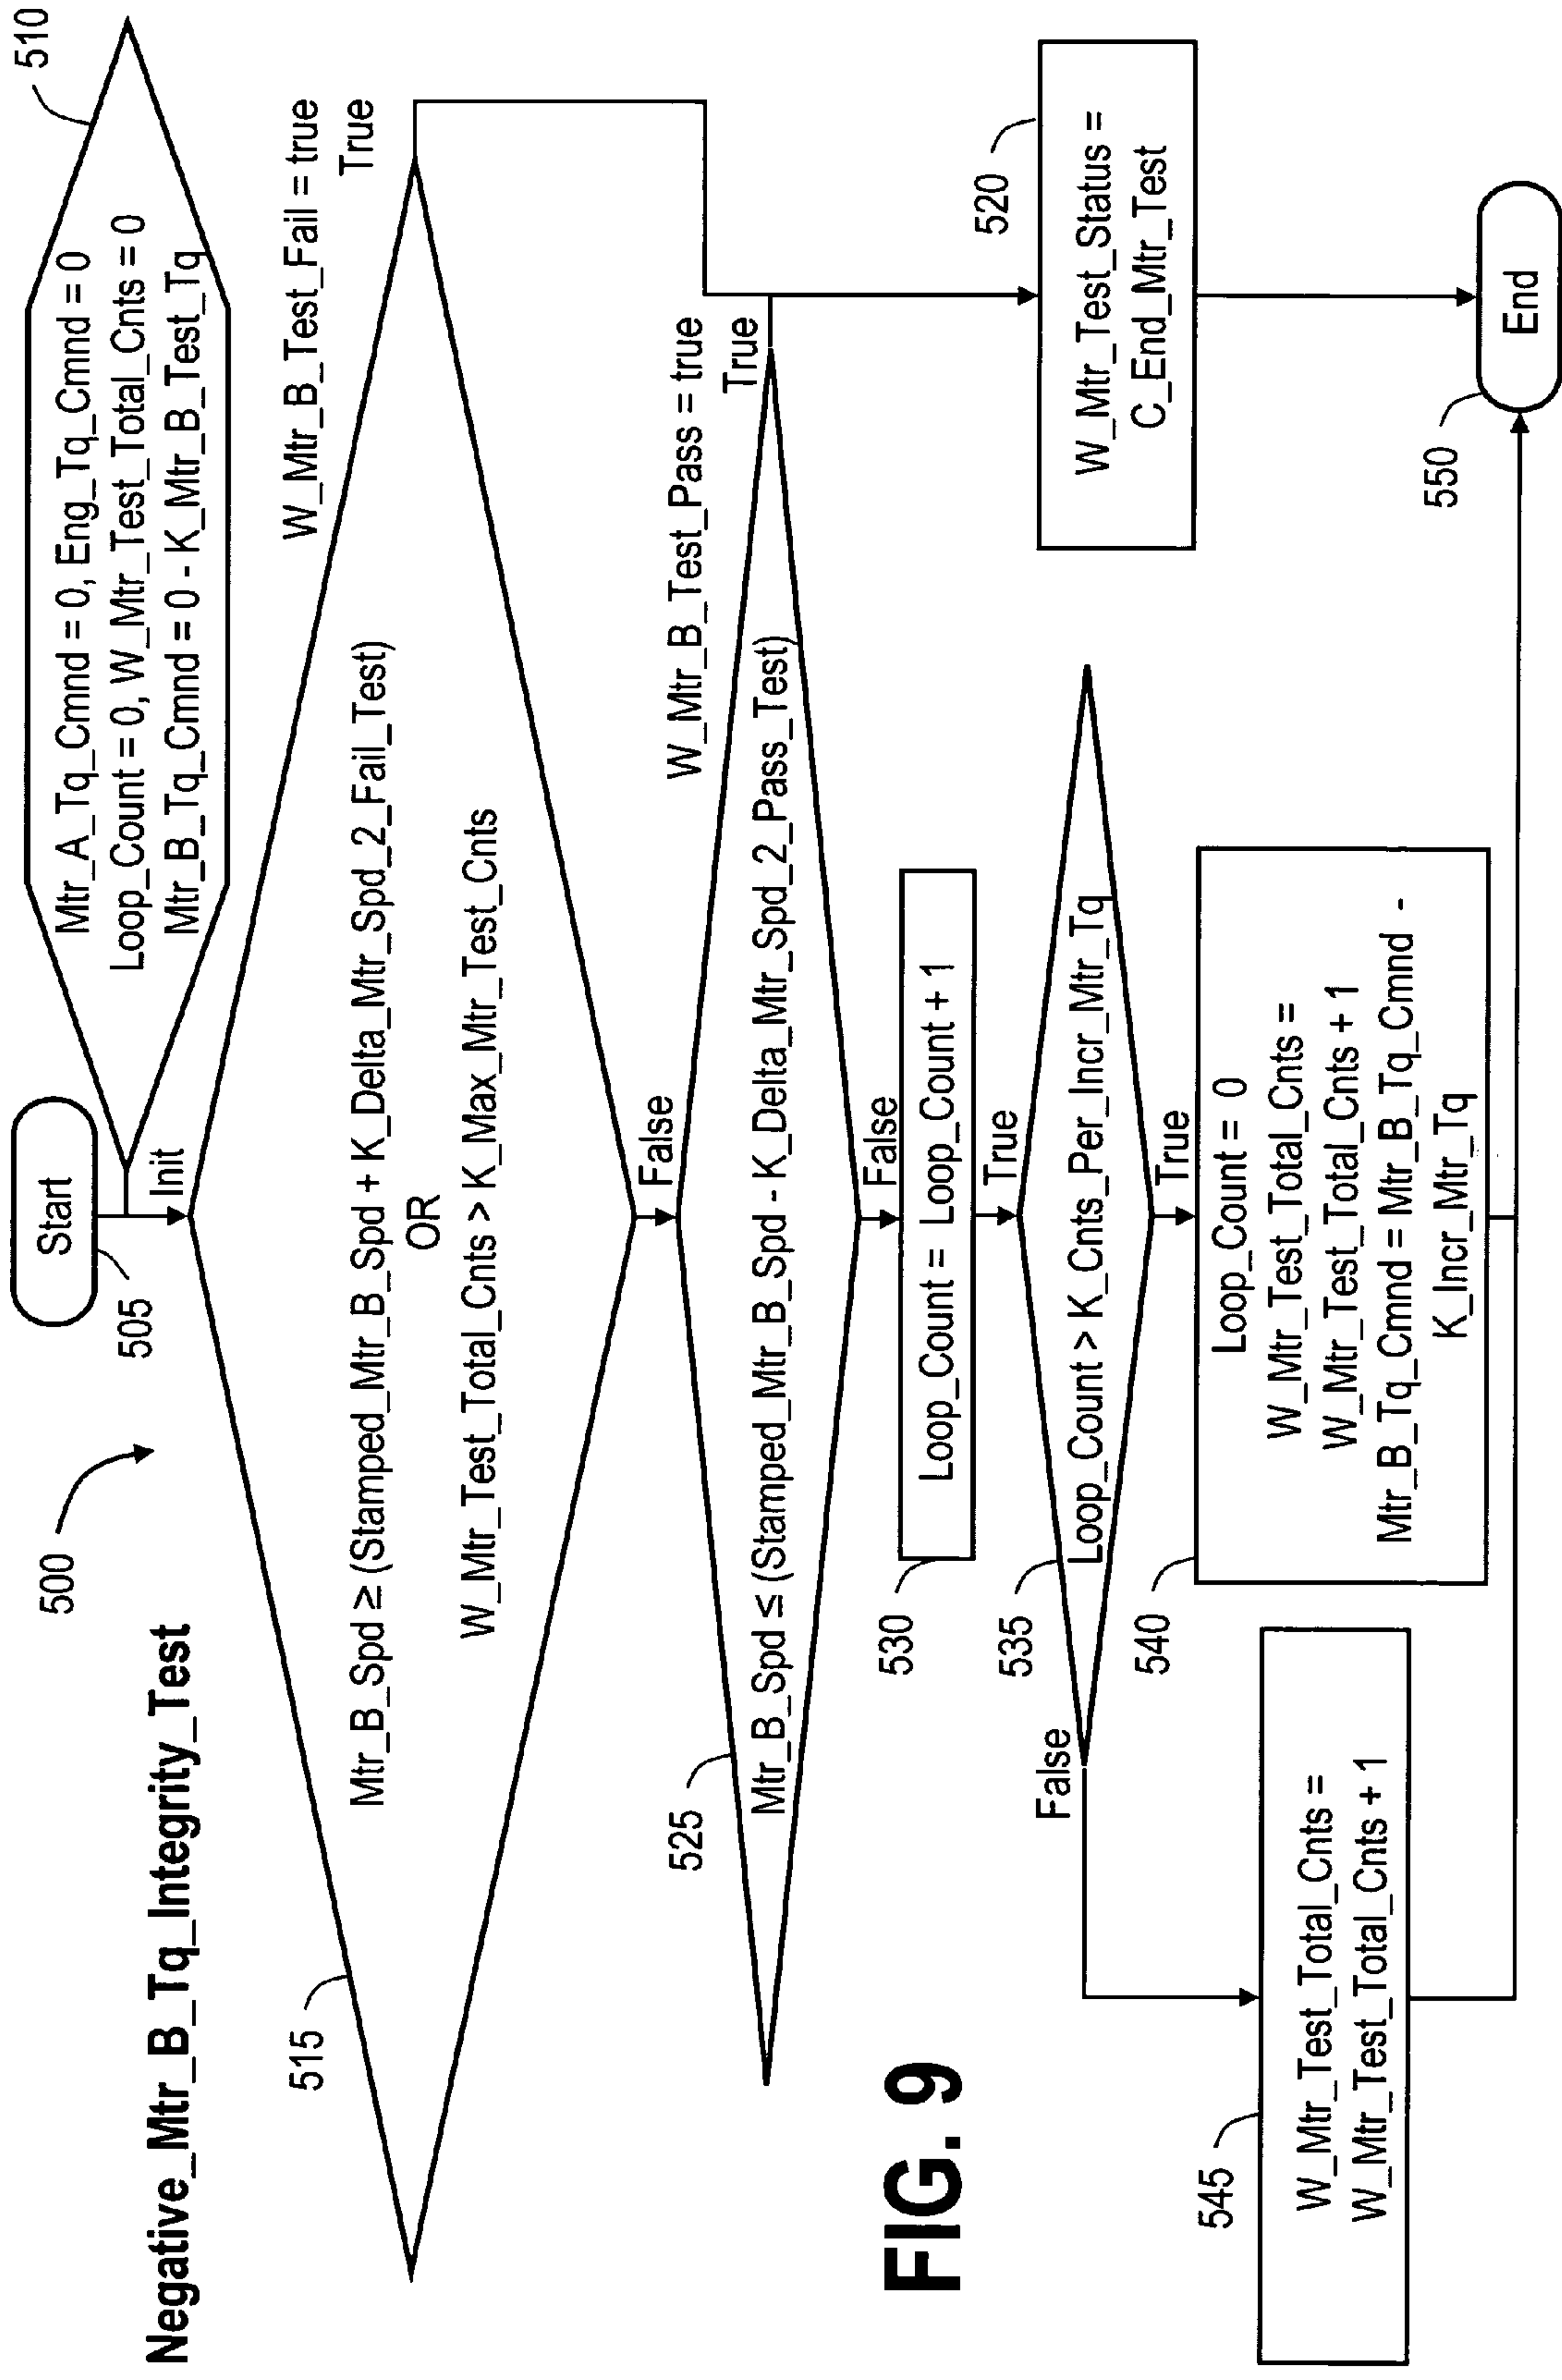 Negative_Mtr_B_Tq_Integrity_Test
500
Start
505
510
Mtr_A_Tq_Cmnd = 0, Eng_Tq_Cmnd = 0
Loop_Count = 0, W_Mtr_Test_Total_Cnts = 0
Mtr_B_Tq_Cmnd = 0 - K_Mtr_B_Test_Tq
Init
515
Mtr_B_Spd ≥ (Stamped_Mtr_B_Spd + K_Delta_Mtr_Spd_2_Fail_Test)
OR
W_Mtr_Test_Total_Cnts > K_Max_Mtr_Test_Cnts
W_Mtr_B_Test_Fail = true
True
False
525
Mtr_B_Spd ≤ (Stamped_Mtr_B_Spd - K_Delta_Mtr_Spd_2_Pass_Test)
W_Mtr_B_Test_Pass = true
True
False
520
W_Mtr_Test_Status =
C_End_Mtr_Test
530
Loop_Count = Loop_Count + 1
True
535
Loop_Count > K_Cnts_Per_Incr_Mtr_Tq
False
True
540
Loop_Count = 0
W_Mtr_Test_Total_Cnts =
W_Mtr_Test_Total_Cnts + 1
Mtr_B_Tq_Cmnd = Mtr_B_Tq_Cmnd -
K_Incr_Mtr_Tq
545
W_Mtr_Test_Total_Cnts =
W_Mtr_Test_Total_Cnts + 1
550
End
FIG. 9